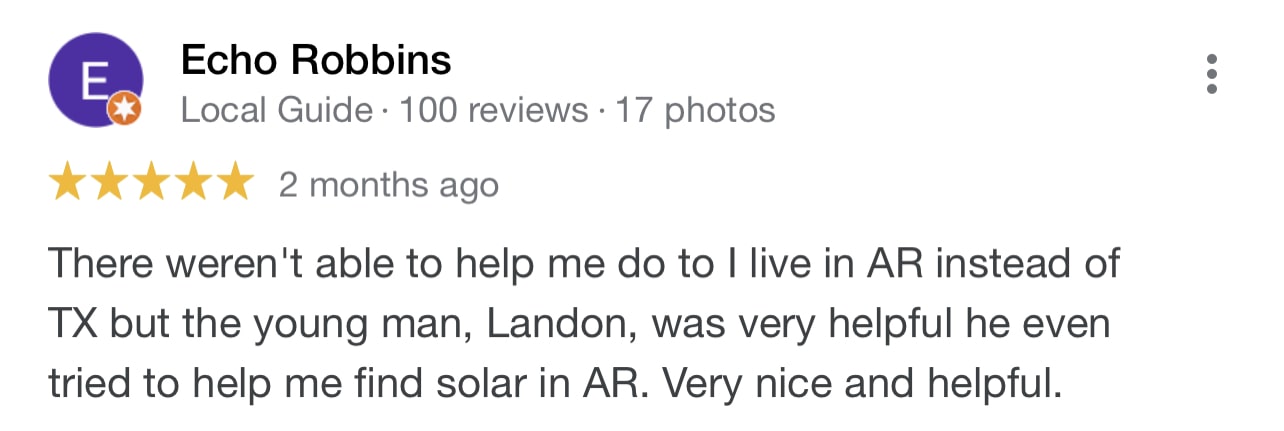 E
Echo Robbins
Local Guide · 100 reviews · 17 photos
2 months ago
There weren't able to help me do to I live in AR instead of
TX but the young man, Landon, was very helpful he even
tried to help me find solar in AR. Very nice and helpful.